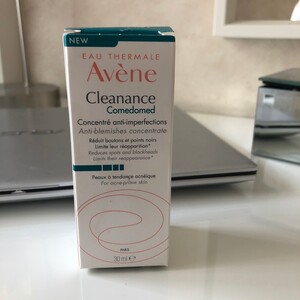 NEW
EAU THERMALE
Avène
Cleanance
Comedomed
Concentré anti-imperfections
Anti-blemishes concentrate
Réduit boutons et points noirs
Limite leur réapparition*
Reduces spots and blackheads
Limits their reappearance*
Peaux à tendance acnéique
For acne-prone skin
PARIS
30 ml ℮